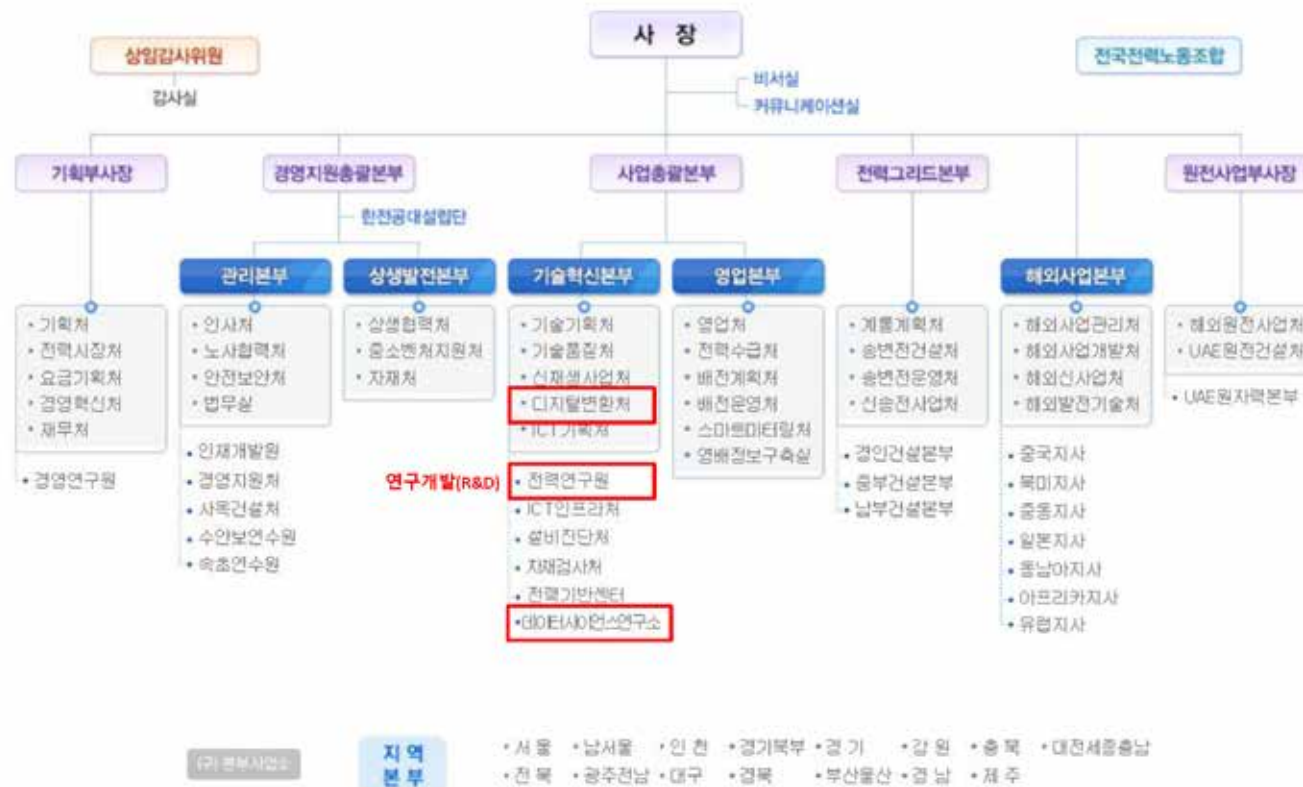 사 장
상임감사위원
감사실
전국전력노동조합
비서실
커뮤니케이션실
기획부사장
경영지원총괄본부
사업총괄본부
전력그리드본부
원전사업부사장
한전공대설립단
관리본부
상생발전본부
기술혁신본부
영업본부
해외사업본부
• 기획처
• 전력시장처
• 요금기획처
• 경영혁신처
• 재무처
• 경영연구원
• 인사처
• 노사협력처
• 안전보안처
• 법무실
• 인재개발원
• 경영지원처
• 사옥건설처
• 수안보연수원
• 속초연수원
• 상생협력처
• 중소벤처지원처
• 자재처
• 기술기획처
• 기술품질처
• 신재생사업처
• 디지털변환처
• ICT기획처
연구개발(R&D)
• 전력연구원
• ICT인프라처
• 설비진단처
• 자재검사처
• 전력기반센터
• 데이터사이언스연구소
• 영업처
• 전력수급처
• 배전계획처
• 배전운영처
• 스마트미터링처
• 영배정보구축실
• 계통계획처
• 송변전건설처
• 송변전운영처
• 신송전사업처
• 경인건설본부
• 중부건설본부
• 남부건설본부
• 해외사업관리처
• 해외사업개발처
• 해외신사업처
• 해외발전기술처
• 중국지사
• 북미지사
• 중동지사
• 일본지사
• 동남아지사
• 아프리카지사
• 유럽지사
• 해외원전사업처
• UAE원전건설처
• UAE원자력본부
(구) 본부사업소
지 역
본 부
• 서 울 • 남서울 • 인 천 • 경기북부 • 경 기 • 강 원 • 충 북 • 대전세종충남
• 전 북 • 광주전남 • 대구 • 경북 • 부산울산 • 경 남 • 제 주